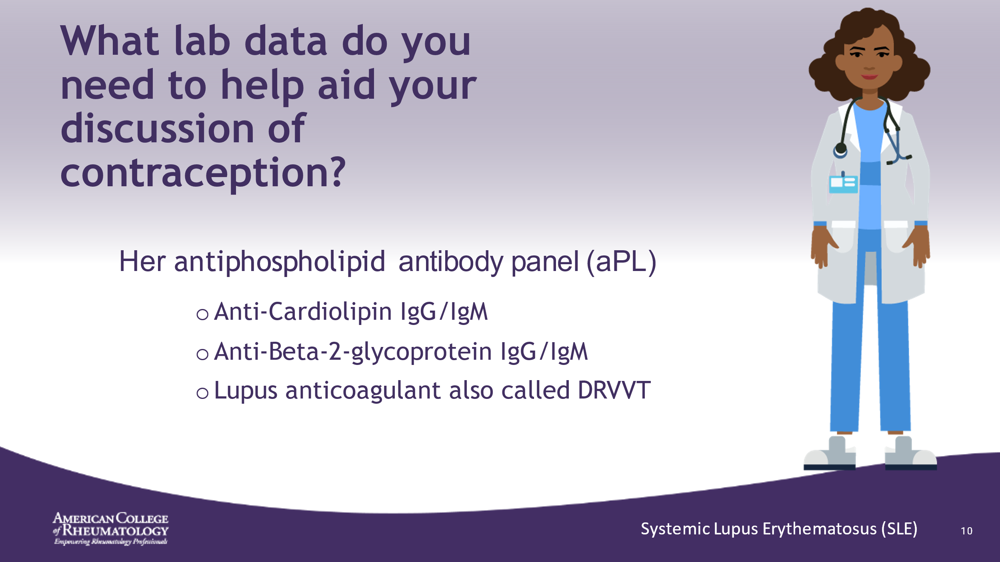 What lab data do you
need to help aid your
discussion of
contraception?
Her antiphospholipid antibody panel (aPL)
o Anti-Cardiolipin IgG/IgM
o Anti-Beta-2-glycoprotein IgG/IgM
o Lupus anticoagulant also called DRVVT
AMERICAN COLLEGE
of RHEUMATOLOGY
Empowering Rheumatology Professionals
Systemic Lupus Erythematosus (SLE)
10